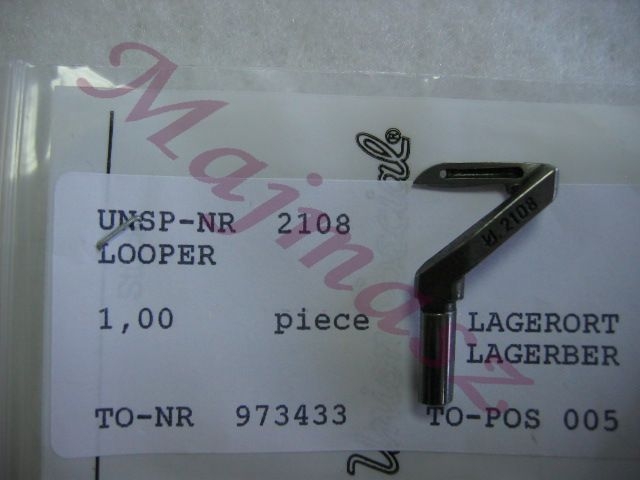 UNSP-NR 2108
LOOPER
1,00 piece LAGERORT
LAGERBER
TO-NR 973433 TO-POS 005
2108
Majinasz